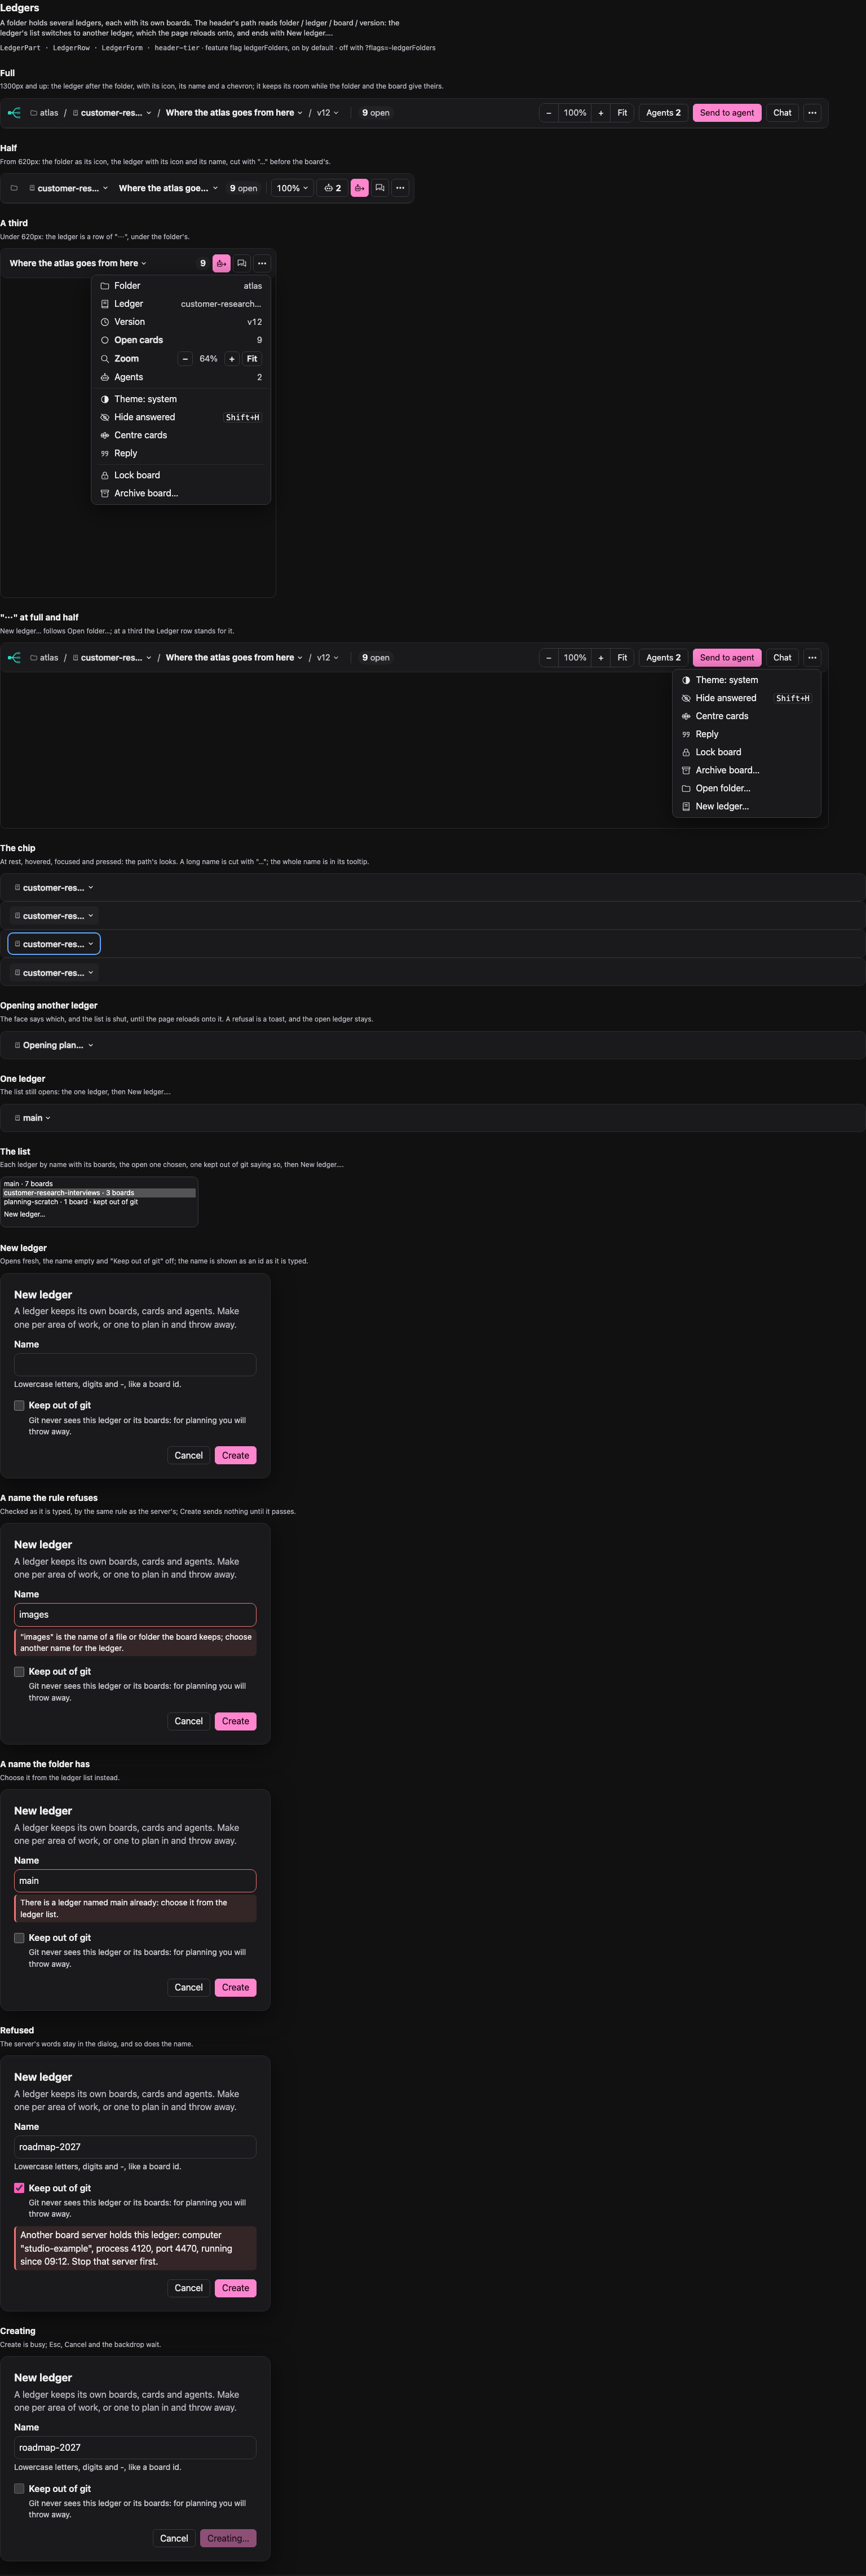 Ledgers
A folder holds several ledgers, each with its own boards. The header's path reads folder / ledger / board / version: the
ledger's list switches to another ledger, which the page reloads onto, and ends with New ledger….
LedgerPart · LedgerRow · LedgerForm · header-tier · feature flag ledgerFolders, on by default · off with ?flags=-ledgerFolders
Full
1300px and up: the ledger after the folder, with its icon, its name and a chevron; it keeps its room while the folder and the board give theirs.
atlas / customer-res… / Where the atlas goes from here / v12 9 open − 100% + Fit Agents 2 Send to agent Chat ⋯
Half
From 620px: the folder as its icon, the ledger with its icon and its name, cut with "…" before the board's.
customer-res… Where the atlas goe… 9 open 100% 2 ⋯
A third
Under 620px: the ledger is a row of "⋯", under the folder's.
Where the atlas goes from here 9 ⋯
Folder atlas
Ledger customer-research…
Version v12
Open cards 9
Zoom − 64% + Fit
Agents 2
Theme: system
Hide answered Shift+H
Centre cards
Reply
Lock board
Archive board…
"⋯" at full and half
New ledger… follows Open folder…; at a third the Ledger row stands for it.
atlas / customer-res… / Where the atlas goes from here / v12 9 open − 100% + Fit Agents 2 Send to agent Chat ⋯
Theme: system
Hide answered Shift+H
Centre cards
Reply
Lock board
Archive board…
Open folder…
New ledger…
The chip
At rest, hovered, focused and pressed: the path's looks. A long name is cut with "…"; the whole name is in its tooltip.
customer-res…
customer-res…
customer-res…
customer-res…
Opening another ledger
The face says which, and the list is shut, until the page reloads onto it. A refusal is a toast, and the open ledger stays.
Opening plan…
One ledger
The list still opens: the one ledger, then New ledger….
main
The list
Each ledger by name with its boards, the open one chosen, one kept out of git saying so, then New ledger….
main · 7 boards
customer-research-interviews · 3 boards
planning-scratch · 1 board · kept out of git
New ledger…
New ledger
Opens fresh, the name empty and "Keep out of git" off; the name is shown as an id as it is typed.
New ledger
A ledger keeps its own boards, cards and agents. Make
one per area of work, or one to plan in and throw away.
Name
Lowercase letters, digits and -, like a board id.
Keep out of git
Git never sees this ledger or its boards: for planning you will
throw away.
Cancel Create
A name the rule refuses
Checked as it is typed, by the same rule as the server's; Create sends nothing until it passes.
New ledger
A ledger keeps its own boards, cards and agents. Make
one per area of work, or one to plan in and throw away.
Name
images
"images" is the name of a file or folder the board keeps; choose
another name for the ledger.
Keep out of git
Git never sees this ledger or its boards: for planning you will
throw away.
Cancel Create
A name the folder has
Choose it from the ledger list instead.
New ledger
A ledger keeps its own boards, cards and agents. Make
one per area of work, or one to plan in and throw away.
Name
main
There is a ledger named main already: choose it from the
ledger list.
Keep out of git
Git never sees this ledger or its boards: for planning you will
throw away.
Cancel Create
Refused
The server's words stay in the dialog, and so does the name.
New ledger
A ledger keeps its own boards, cards and agents. Make
one per area of work, or one to plan in and throw away.
Name
roadmap-2027
Lowercase letters, digits and -, like a board id.
Keep out of git
Git never sees this ledger or its boards: for planning you will
throw away.
Another board server holds this ledger: computer
"studio-example", process 4120, port 4470, running
since 09:12. Stop that server first.
Cancel Create
Creating
Create is busy; Esc, Cancel and the backdrop wait.
New ledger
A ledger keeps its own boards, cards and agents. Make
one per area of work, or one to plan in and throw away.
Name
roadmap-2027
Lowercase letters, digits and -, like a board id.
Keep out of git
Git never sees this ledger or its boards: for planning you will
throw away.
Cancel Creating…